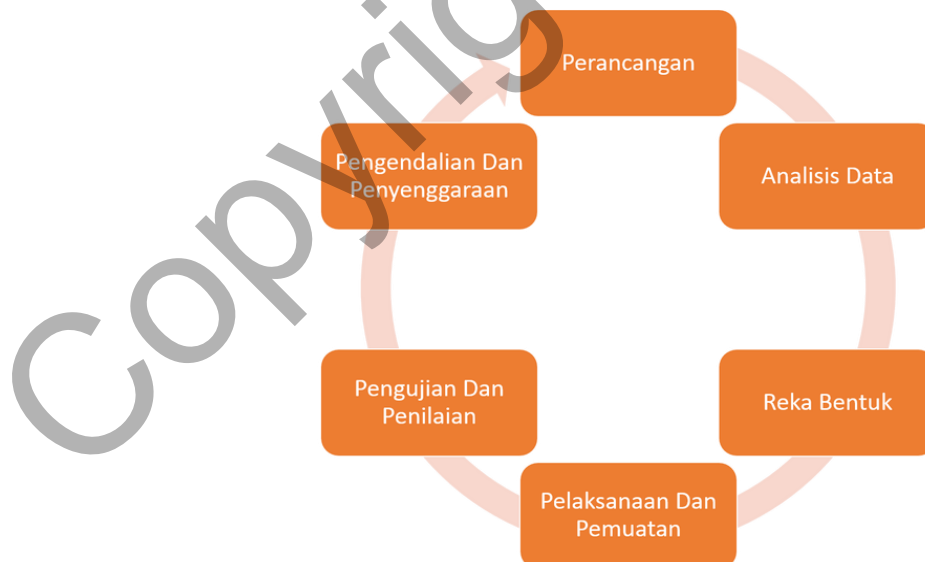 Perancangan
Analisis Data
Reka Bentuk
Pelaksanaan Dan
Pemuatan
Pengujian Dan
Penilaian
Pengendalian Dan
Penyenggaraan
Copyrig